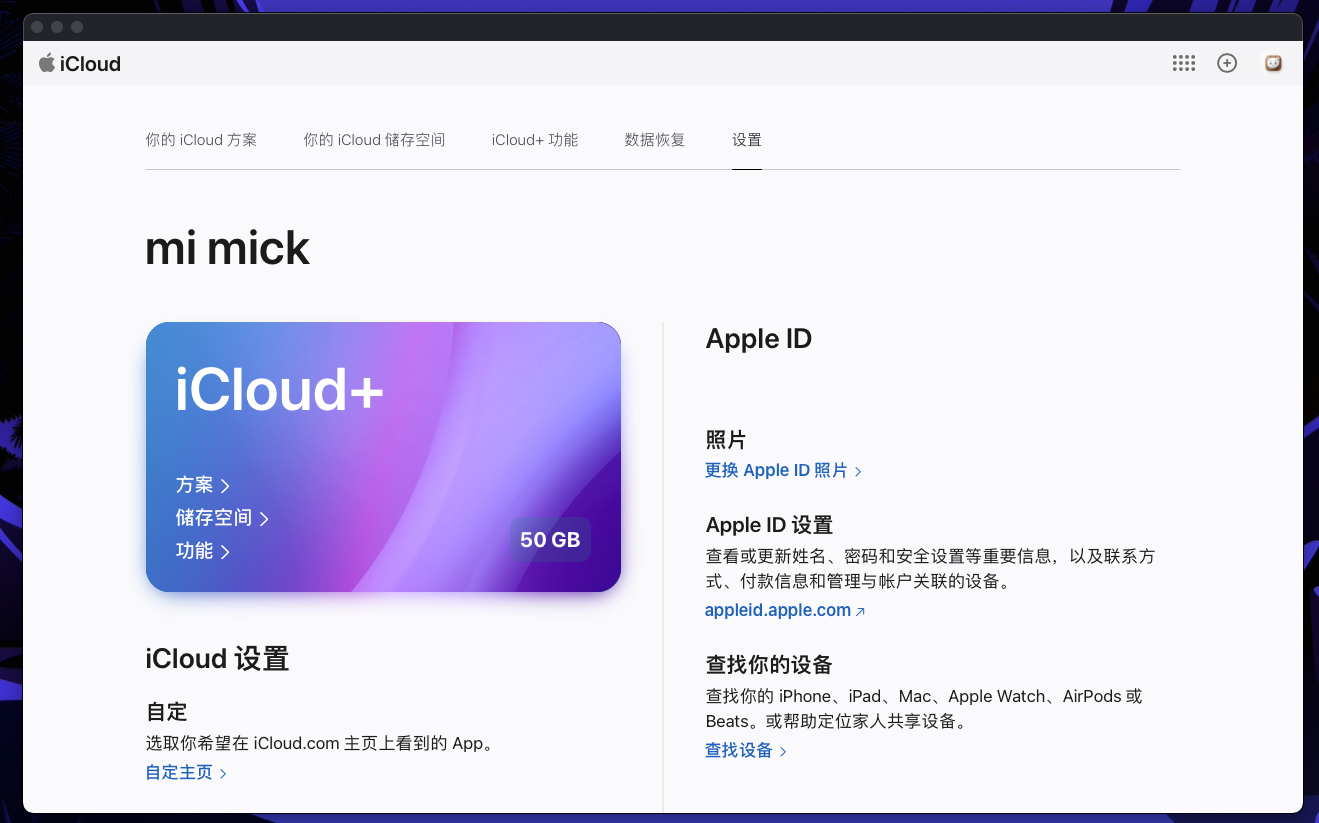 iCloud
你的 iCloud 方案
你的 iCloud 储存空间
iCloud+ 功能
数据恢复
设置
mi mick
iCloud+
方案
储存空间
功能
50 GB
iCloud 设置
自定
选取你希望在 iCloud.com 主页上看到的 App。
自定主页
Apple ID
照片
更换 Apple ID 照片
Apple ID 设置
查看或更新姓名、密码和安全设置等重要信息，以及联系方
式、付款信息和管理与帐户关联的设备。
appleid.apple.com
查找你的设备
查找你的 iPhone、iPad、Mac、Apple Watch、AirPods 或
Beats。或帮助定位家人共享设备。
查找设备